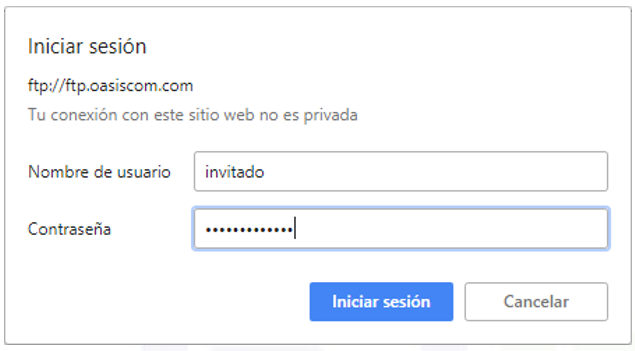 Iniciar sesión
ftp://ftp.oasiscom.com
Tu conexión con este sitio web no es privada
Nombre de usuario invitado
Contraseña •••••••••••••
Iniciar sesión Cancelar